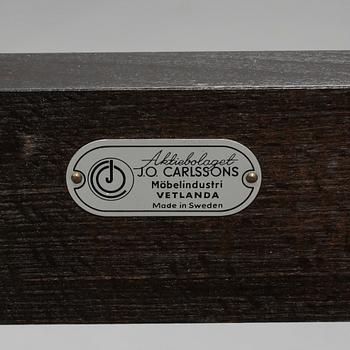 Aktiebolaget
J.O. CARLSSONS
Möbelindustri
VETLANDA
Made in Sweden